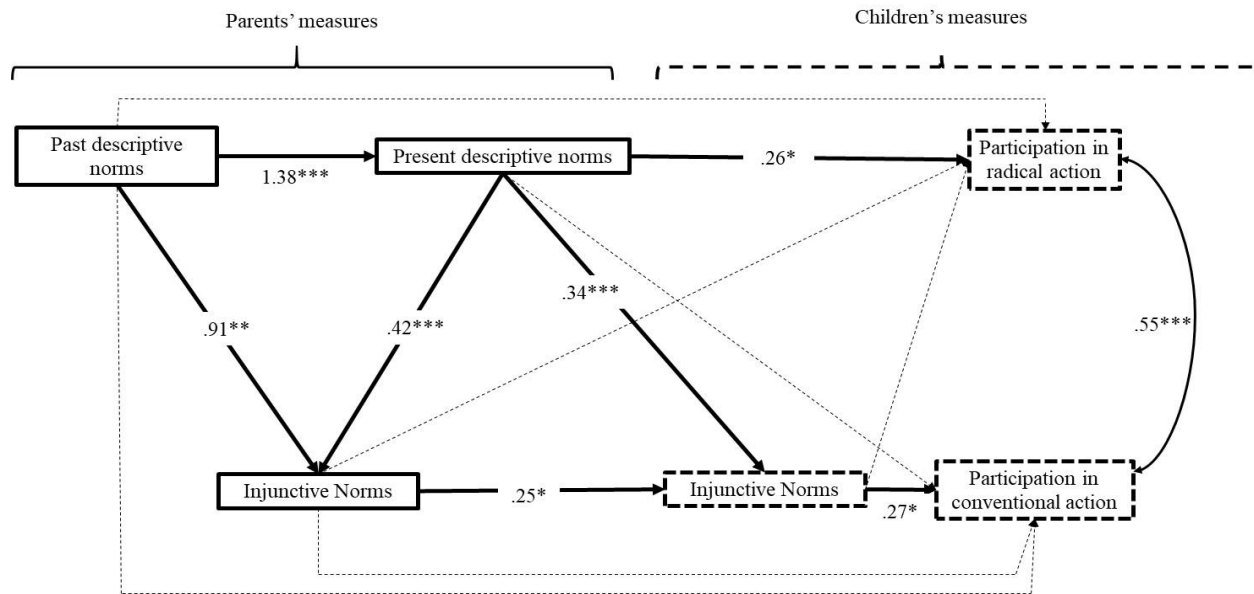 Parents’ measures
Children’s measures
Past descriptive
norms
1.38***
Present descriptive norms
.26*
Participation in
radical action
.91**
.42***
.34***
.55***
Injunctive Norms
.25*
Injunctive Norms
.27*
Participation in
conventional action